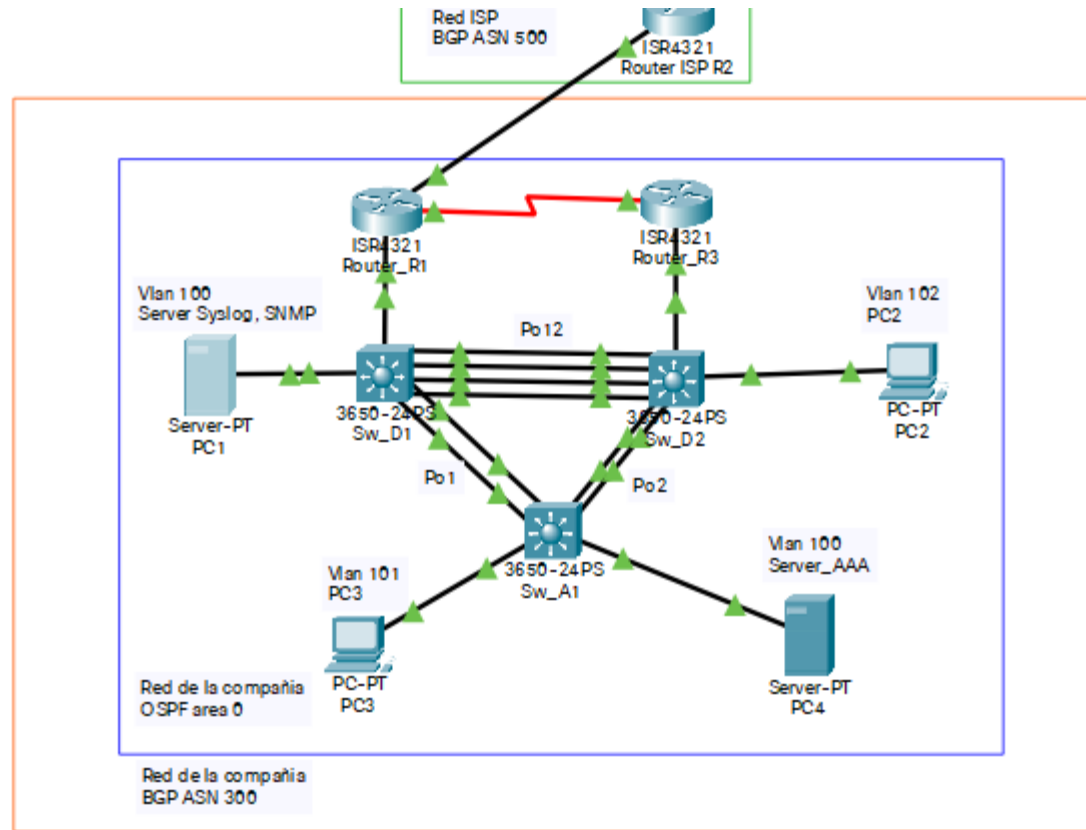 Red ISP
BGP ASN 500
ISR4321
Router ISP R2
ISR4321
Router_R1
ISR4321
Router_R3
Vlan 100
Server Syslog, SNMP
Vlan 102
PC2
Po12
Server-PT
PC1
3650-24PS
Sw_D1
3650-24PS
Sw_D2
PC-PT
PC2
Po1
Po2
Vlan 101
PC3
3650-24PS
Sw_A1
Vlan 100
Server_AAA
PC-PT
PC3
Server-PT
PC4
Red de la compañia
OSPF area 0
Red de la compañia
BGP ASN 300